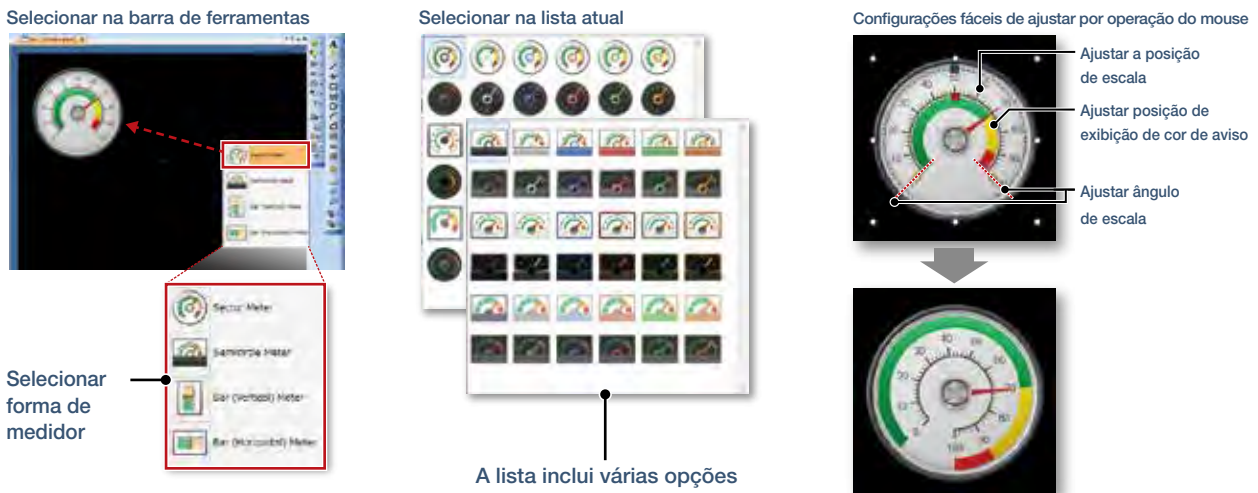 Selecionar na barra de ferramentas
Sector Meter
Semicircle Meter
Bar (Vertical) Meter
Bar (Horizontal) Meter
Selecionar
forma de
medidor
Selecionar na lista atual
A lista inclui várias opções
Configurações fáceis de ajustar por operação do mouse
Ajustar a posição
de escala
Ajustar posição de
exibição de cor de aviso
Ajustar ângulo
de escala